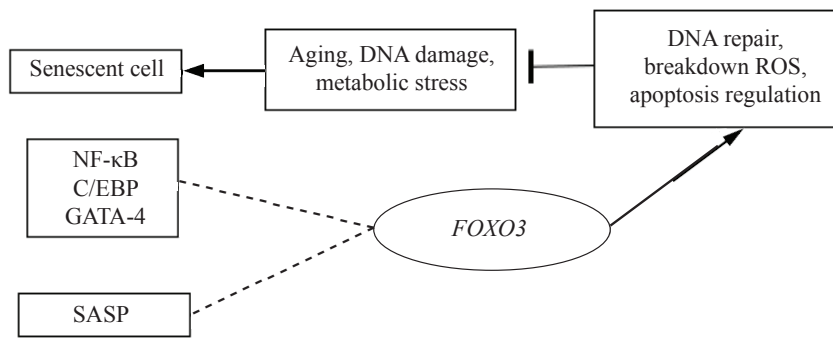 Senescent cell
Aging, DNA damage,
metabolic stress
DNA repair,
breakdown ROS,
apoptosis regulation
NF-κB
C/EBP
GATA-4
FOXO3
SASP